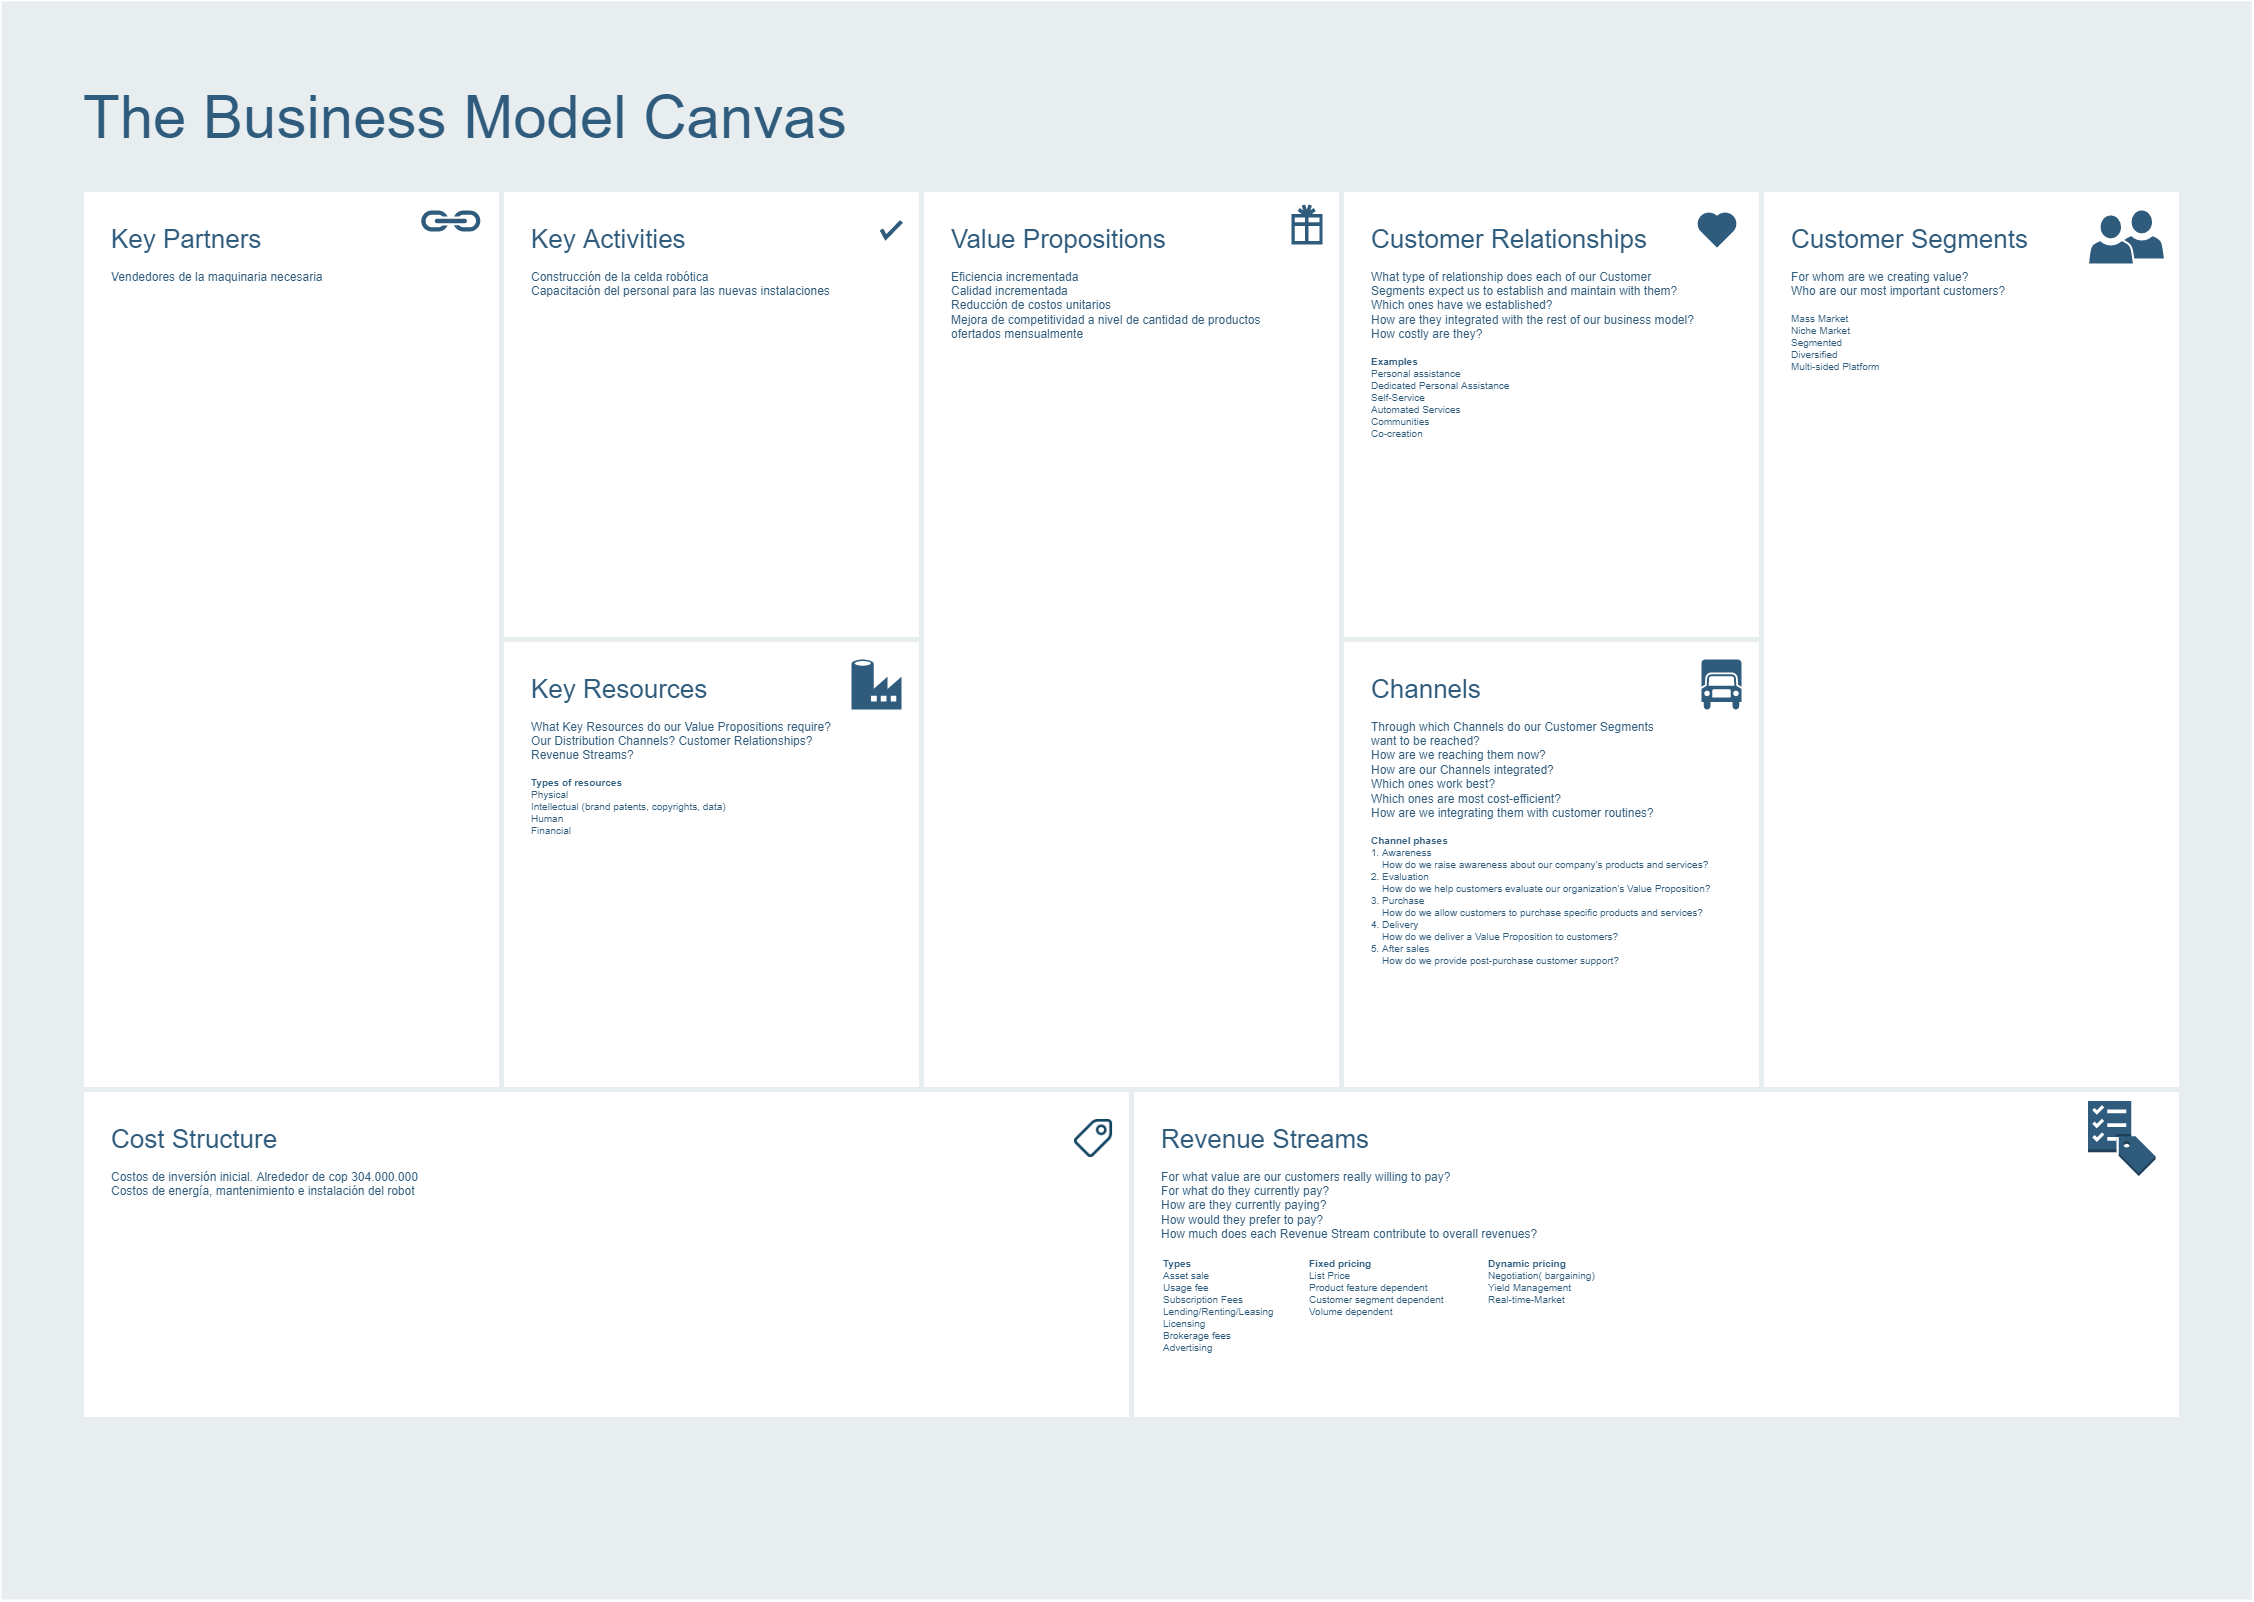 The Business Model Canvas
Key Partners
Vendedores de la maquinaria necesaria
Key Activities
Construcción de la celda robótica
Capacitación del personal para las nuevas instalaciones
Key Resources
What Key Resources do our Value Propositions require?
Our Distribution Channels? Customer Relationships?
Revenue Streams?
Types of resources
Physical
Intellectual (brand patents, copyrights, data)
Human
Financial
Value Propositions
Eficiencia incrementada
Calidad incrementada
Reducción de costos unitarios
Mejora de competitividad a nivel de cantidad de productos
ofertados mensualmente
Customer Relationships
What type of relationship does each of our Customer
Segments expect us to establish and maintain with them?
Which ones have we established?
How are they integrated with the rest of our business model?
How costly are they?
Examples
Personal assistance
Dedicated Personal Assistance
Self-Service
Automated Services
Communities
Co-creation
Channels
Through which Channels do our Customer Segments
want to be reached?
How are we reaching them now?
How are our Channels integrated?
Which ones work best?
Which ones are most cost-efficient?
How are we integrating them with customer routines?
Channel phases
1. Awareness
How do we raise awareness about our company's products and services?
2. Evaluation
How do we help customers evaluate our organization's Value Proposition?
3. Purchase
How do we allow customers to purchase specific products and services?
4. Delivery
How do we deliver a Value Proposition to customers?
5. After sales
How do we provide post-purchase customer support?
Customer Segments
For whom are we creating value?
Who are our most important customers?
Mass Market
Niche Market
Segmented
Diversified
Multi-sided Platform
Cost Structure
Costos de inversión inicial. Alrededor de cop 304.000.000
Costos de energía, mantenimiento e instalación del robot
Revenue Streams
For what value are our customers really willing to pay?
For what do they currently pay?
How are they currently paying?
How would they prefer to pay?
How much does each Revenue Stream contribute to overall revenues?
Types
Asset sale
Usage fee
Subscription Fees
Lending/Renting/Leasing
Licensing
Brokerage fees
Advertising
Fixed pricing
List Price
Product feature dependent
Customer segment dependent
Volume dependent
Dynamic pricing
Negotiation( bargaining)
Yield Management
Real-time-Market